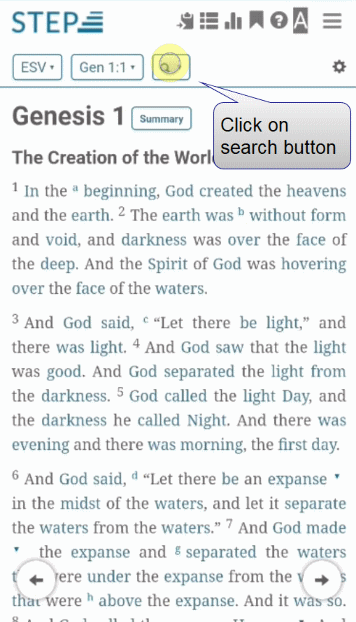 STEP
A
ESV
Gen 1:1
Genesis 1 Summary
Click on
search button
The Creation of the
1 In the a beginning, God created the heavens
and the earth. 2 The earth was b without form
and void, and darkness was over the face of
the deep. And the Spirit of God was hovering
over the face of the waters.
3 And God said, c “Let there be light,” and
there was light. 4 And God saw that the light
was good. And God separated the light from
the darkness. 5 God called the light Day, and
the darkness he called Night. And there was
evening and there was morning, the first day.
6 And God said, d “Let there be an expanse
in the midst of the waters, and let it separate
the waters from the waters.” 7 And God made
the expanse and g separated the waters
were under the expanse from the
that were h above the expanse. And it was so.